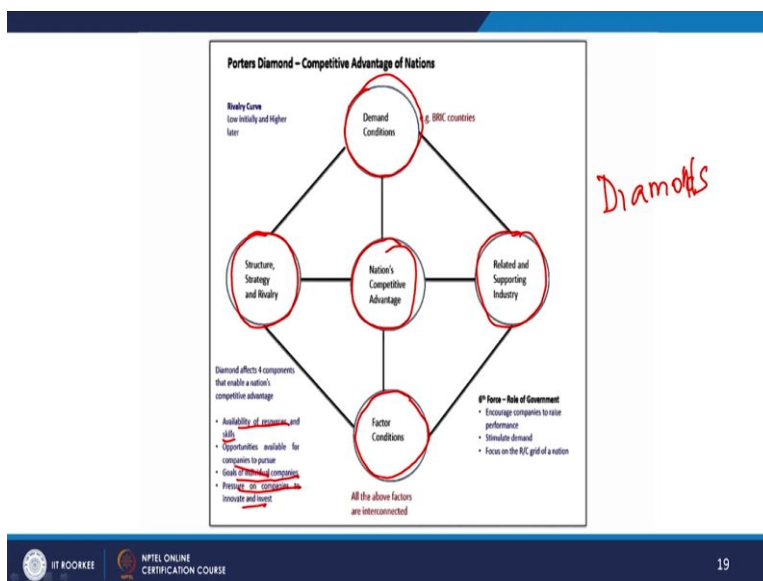 Porters Diamond – Competitive Advantage of Nations
Rivalry Curve
Low Initially and Higher
later
Demand
Conditions
e.g. BRIC countries
Diamonds
Structure,
Strategy
and Rivalry
Nation's
Competitive
Advantage
Related and
Supporting
Industry
Diamond affects 4 components
that enable a nation's
competitive advantage
• Availability of resources and
skills
• Opportunities available for
companies to pursue
• Goals of individual companies
• Pressure on companies to
innovate and invest
Factor
Conditions
All the above factors
are interconnected
6th Force – Role of Government
• Encourage companies to raise
performance
• Stimulate demand
• Focus on the R/C grid of a nation
IIT ROORKEE
NPTEL ONLINE
CERTIFICATION COURSE
19